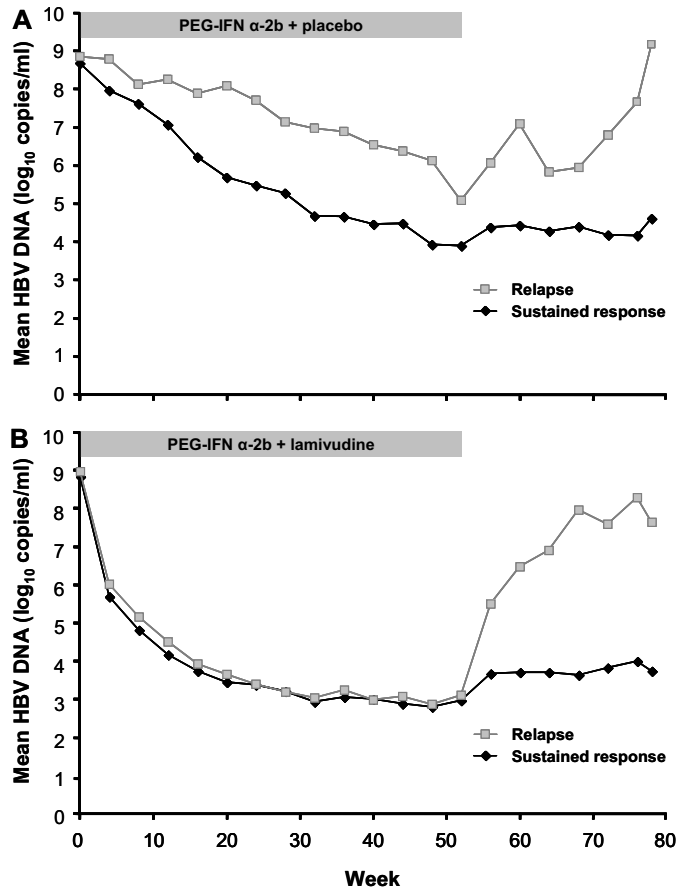 A
PEG-IFN α-2b + placebo
Mean HBV DNA (log10 copies/ml)
10
9
8
7
6
5
4
3
2
1
0
Relapse
Sustained response
B
PEG-IFN α-2b + lamivudine
Mean HBV DNA (log10 copies/ml)
10
9
8
7
6
5
4
3
2
1
0
Relapse
Sustained response
0 10 20 30 40 50 60 70 80
Week